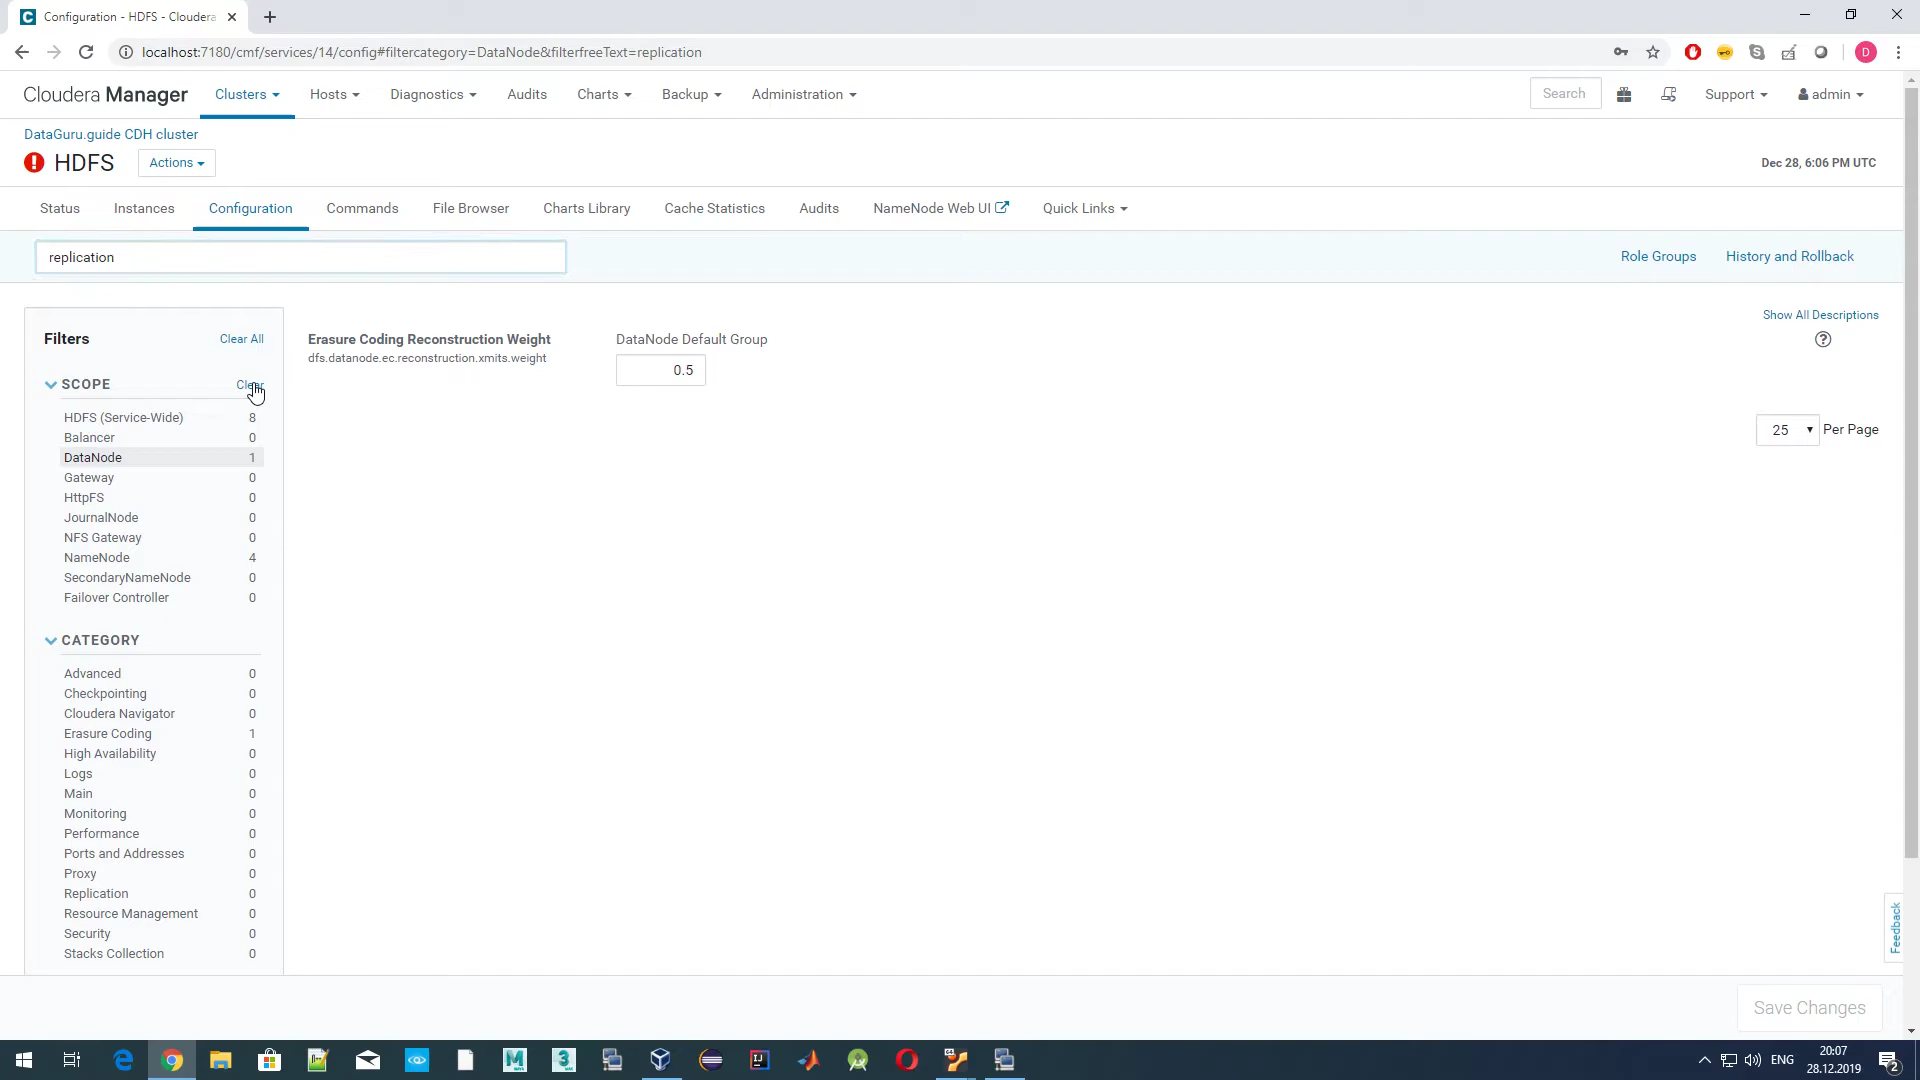 Configuration - HDFS - Cloudera
localhost:7180/cmf/services/14/config#filtercategory=DataNode&filterfreeText=replication
D
Cloudera Manager Clusters Hosts Diagnostics Audits Charts Backup Administration Search Support admin
DataGuru.guide CDH cluster
HDFS Actions Dec 28, 6:06 PM UTC
Status Instances Configuration Commands File Browser Charts Library Cache Statistics Audits NameNode Web UI Quick Links
replication Role Groups History and Rollback
Show All Descriptions
Filters Clear All
Erasure Coding Reconstruction Weight DataNode Default Group
dfs.datanode.ec.reconstruction.xmits.weight 0.5
25 Per Page
SCOPE Clear
HDFS (Service-Wide) 8
Balancer 0
DataNode 1
Gateway 0
HttpFS 0
JournalNode 0
NFS Gateway 0
NameNode 4
SecondaryNameNode 0
Failover Controller 0
CATEGORY
Advanced 0
Checkpointing 0
Cloudera Navigator 0
Erasure Coding 1
High Availability 0
Logs 0
Main 0
Monitoring 0
Performance 0
Ports and Addresses 0
Proxy 0
Replication 0
Resource Management 0
Security 0
Stacks Collection 0
Feedback
Save Changes
ENG
20:07
28.12.2019
2